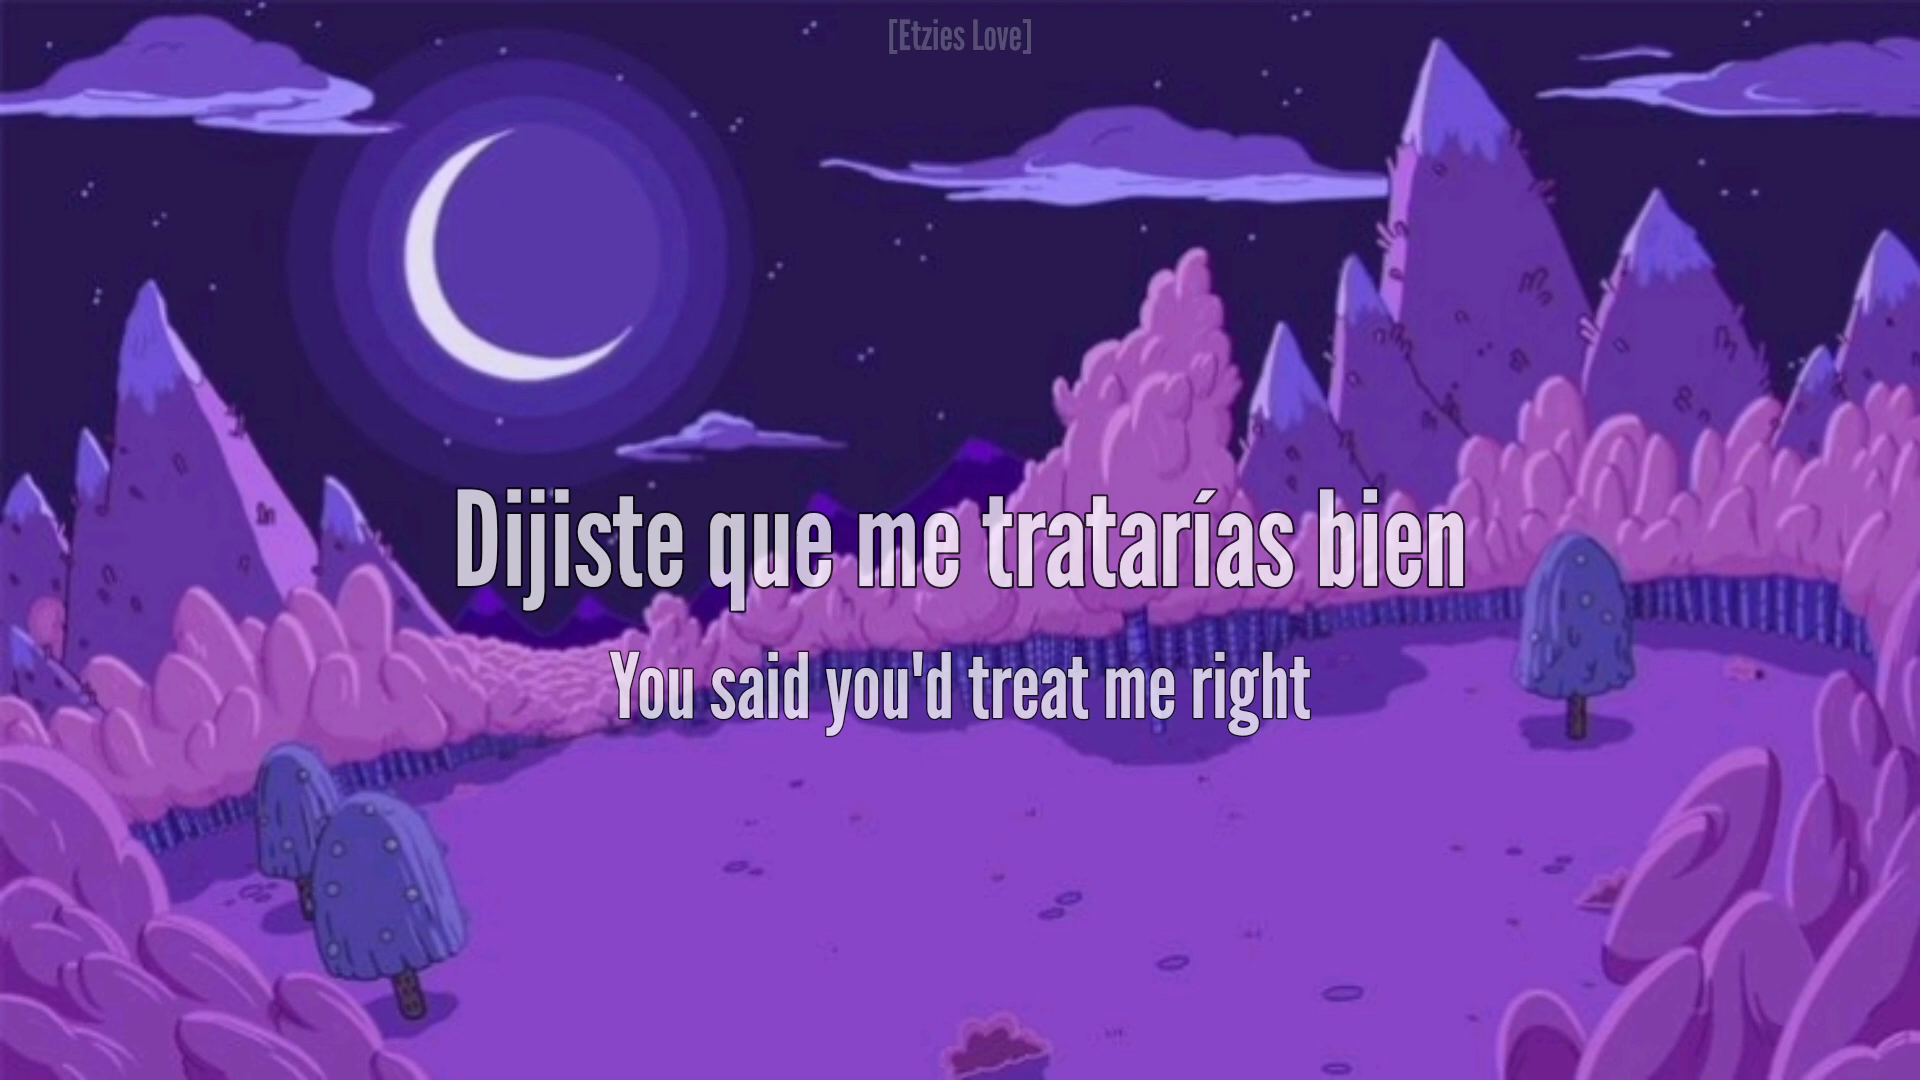 [Etzies Love]
Dijiste que me tratarías bien
You said you'd treat me right